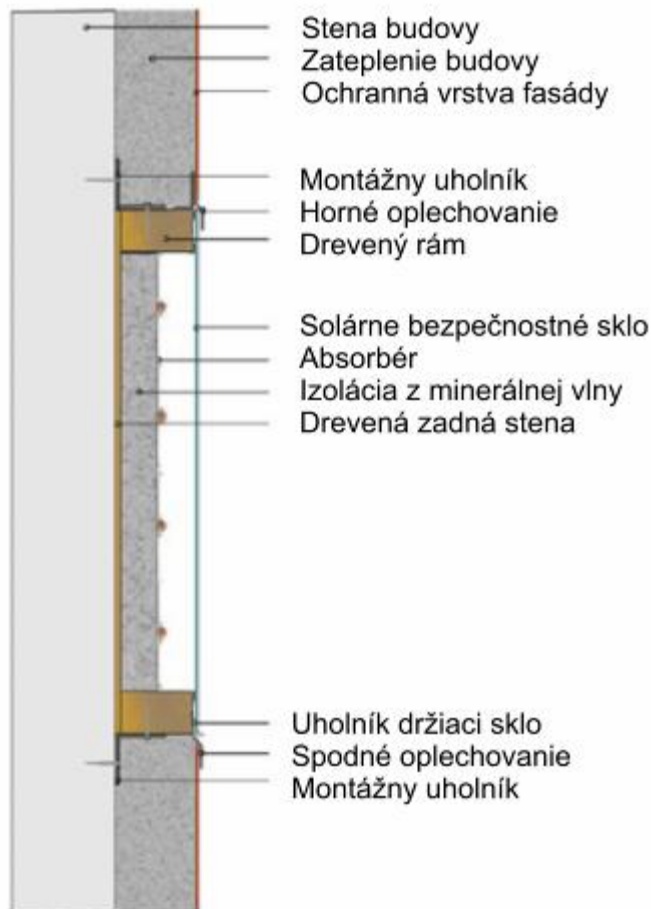 Stena budovy
Zateplenie budovy
Ochranná vrstva fasády
Montážny uholník
Horné oplechovanie
Drevený rám
Solárne bezpečnostné sklo
Absorbér
Izolácia z minerálnej vlny
Drevená zadná stena
Uholník držiaci sklo
Spodné oplechovanie
Montážny uholník